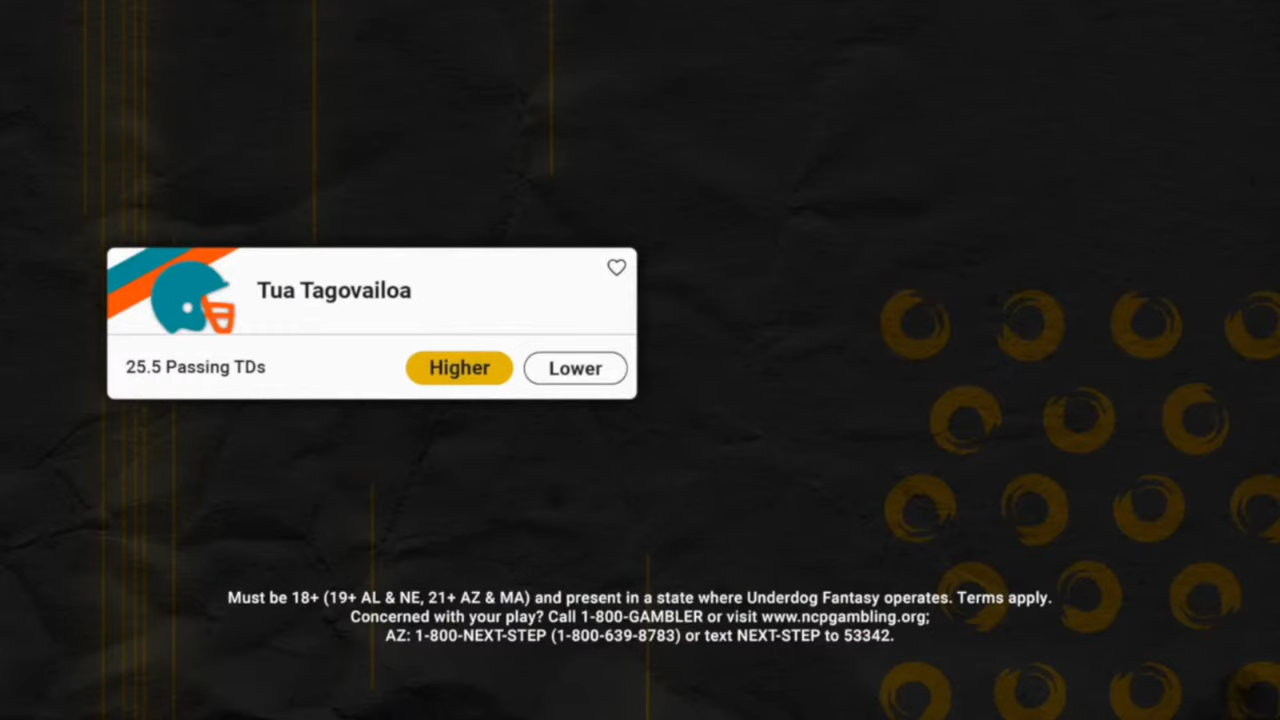 Tua Tagovailoa
25.5 Passing TDs
Higher
Lower
Must be 18+ (19+ AL & NE, 21+ AZ & MA) and present in a state where Underdog Fantasy operates. Terms apply.
Concerned with your play? Call 1-800-GAMBLER or visit www.ncpgambling.org;
AZ: 1-800-NEXT-STEP (1-800-639-8783) or text NEXT-STEP to 53342.